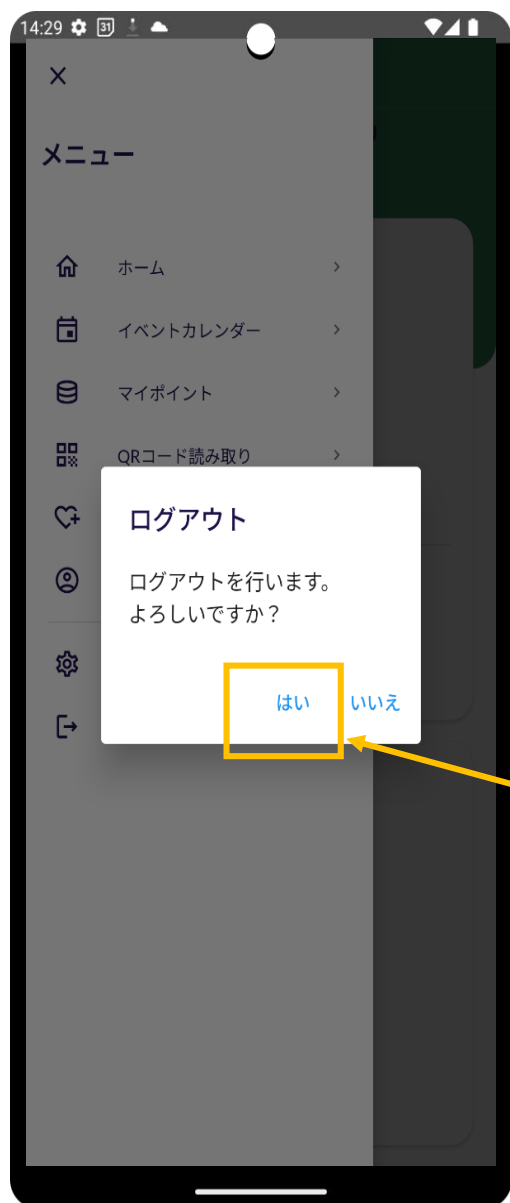 14:29
31
メニュー
ホーム
イベントカレンダー
マイポイント
QRコード読み取り
ログアウト
ログアウトを行います。
よろしいですか？
はい
いいえ